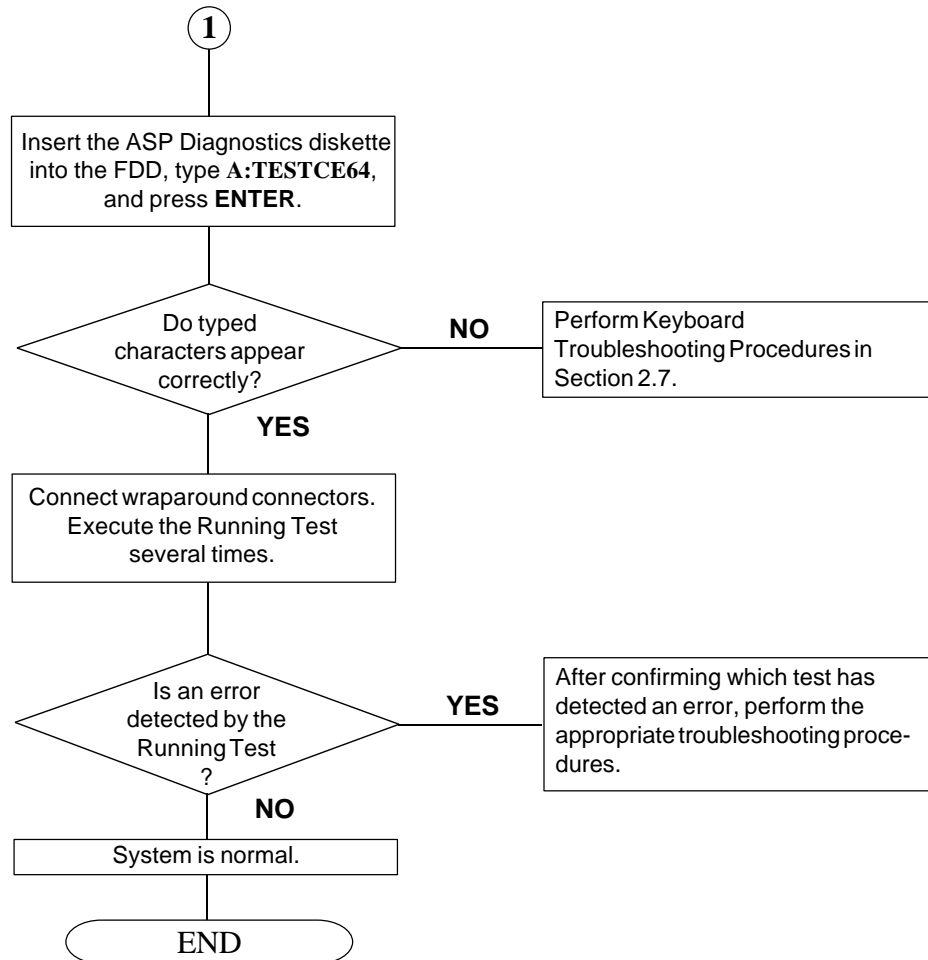 1
Insert the ASP Diagnostics diskette
into the FDD, type A:TESTCE64,
and press ENTER.
Do typed
characters appear
correctly?
NO
Perform Keyboard
Troubleshooting Procedures in
Section 2.7.
YES
Connect wraparound connectors.
Execute the Running Test
several times.
Is an error
detected by the
Running Test
?
YES
After confirming which test has
detected an error, perform the
appropriate troubleshooting proce-
dures.
NO
System is normal.
END